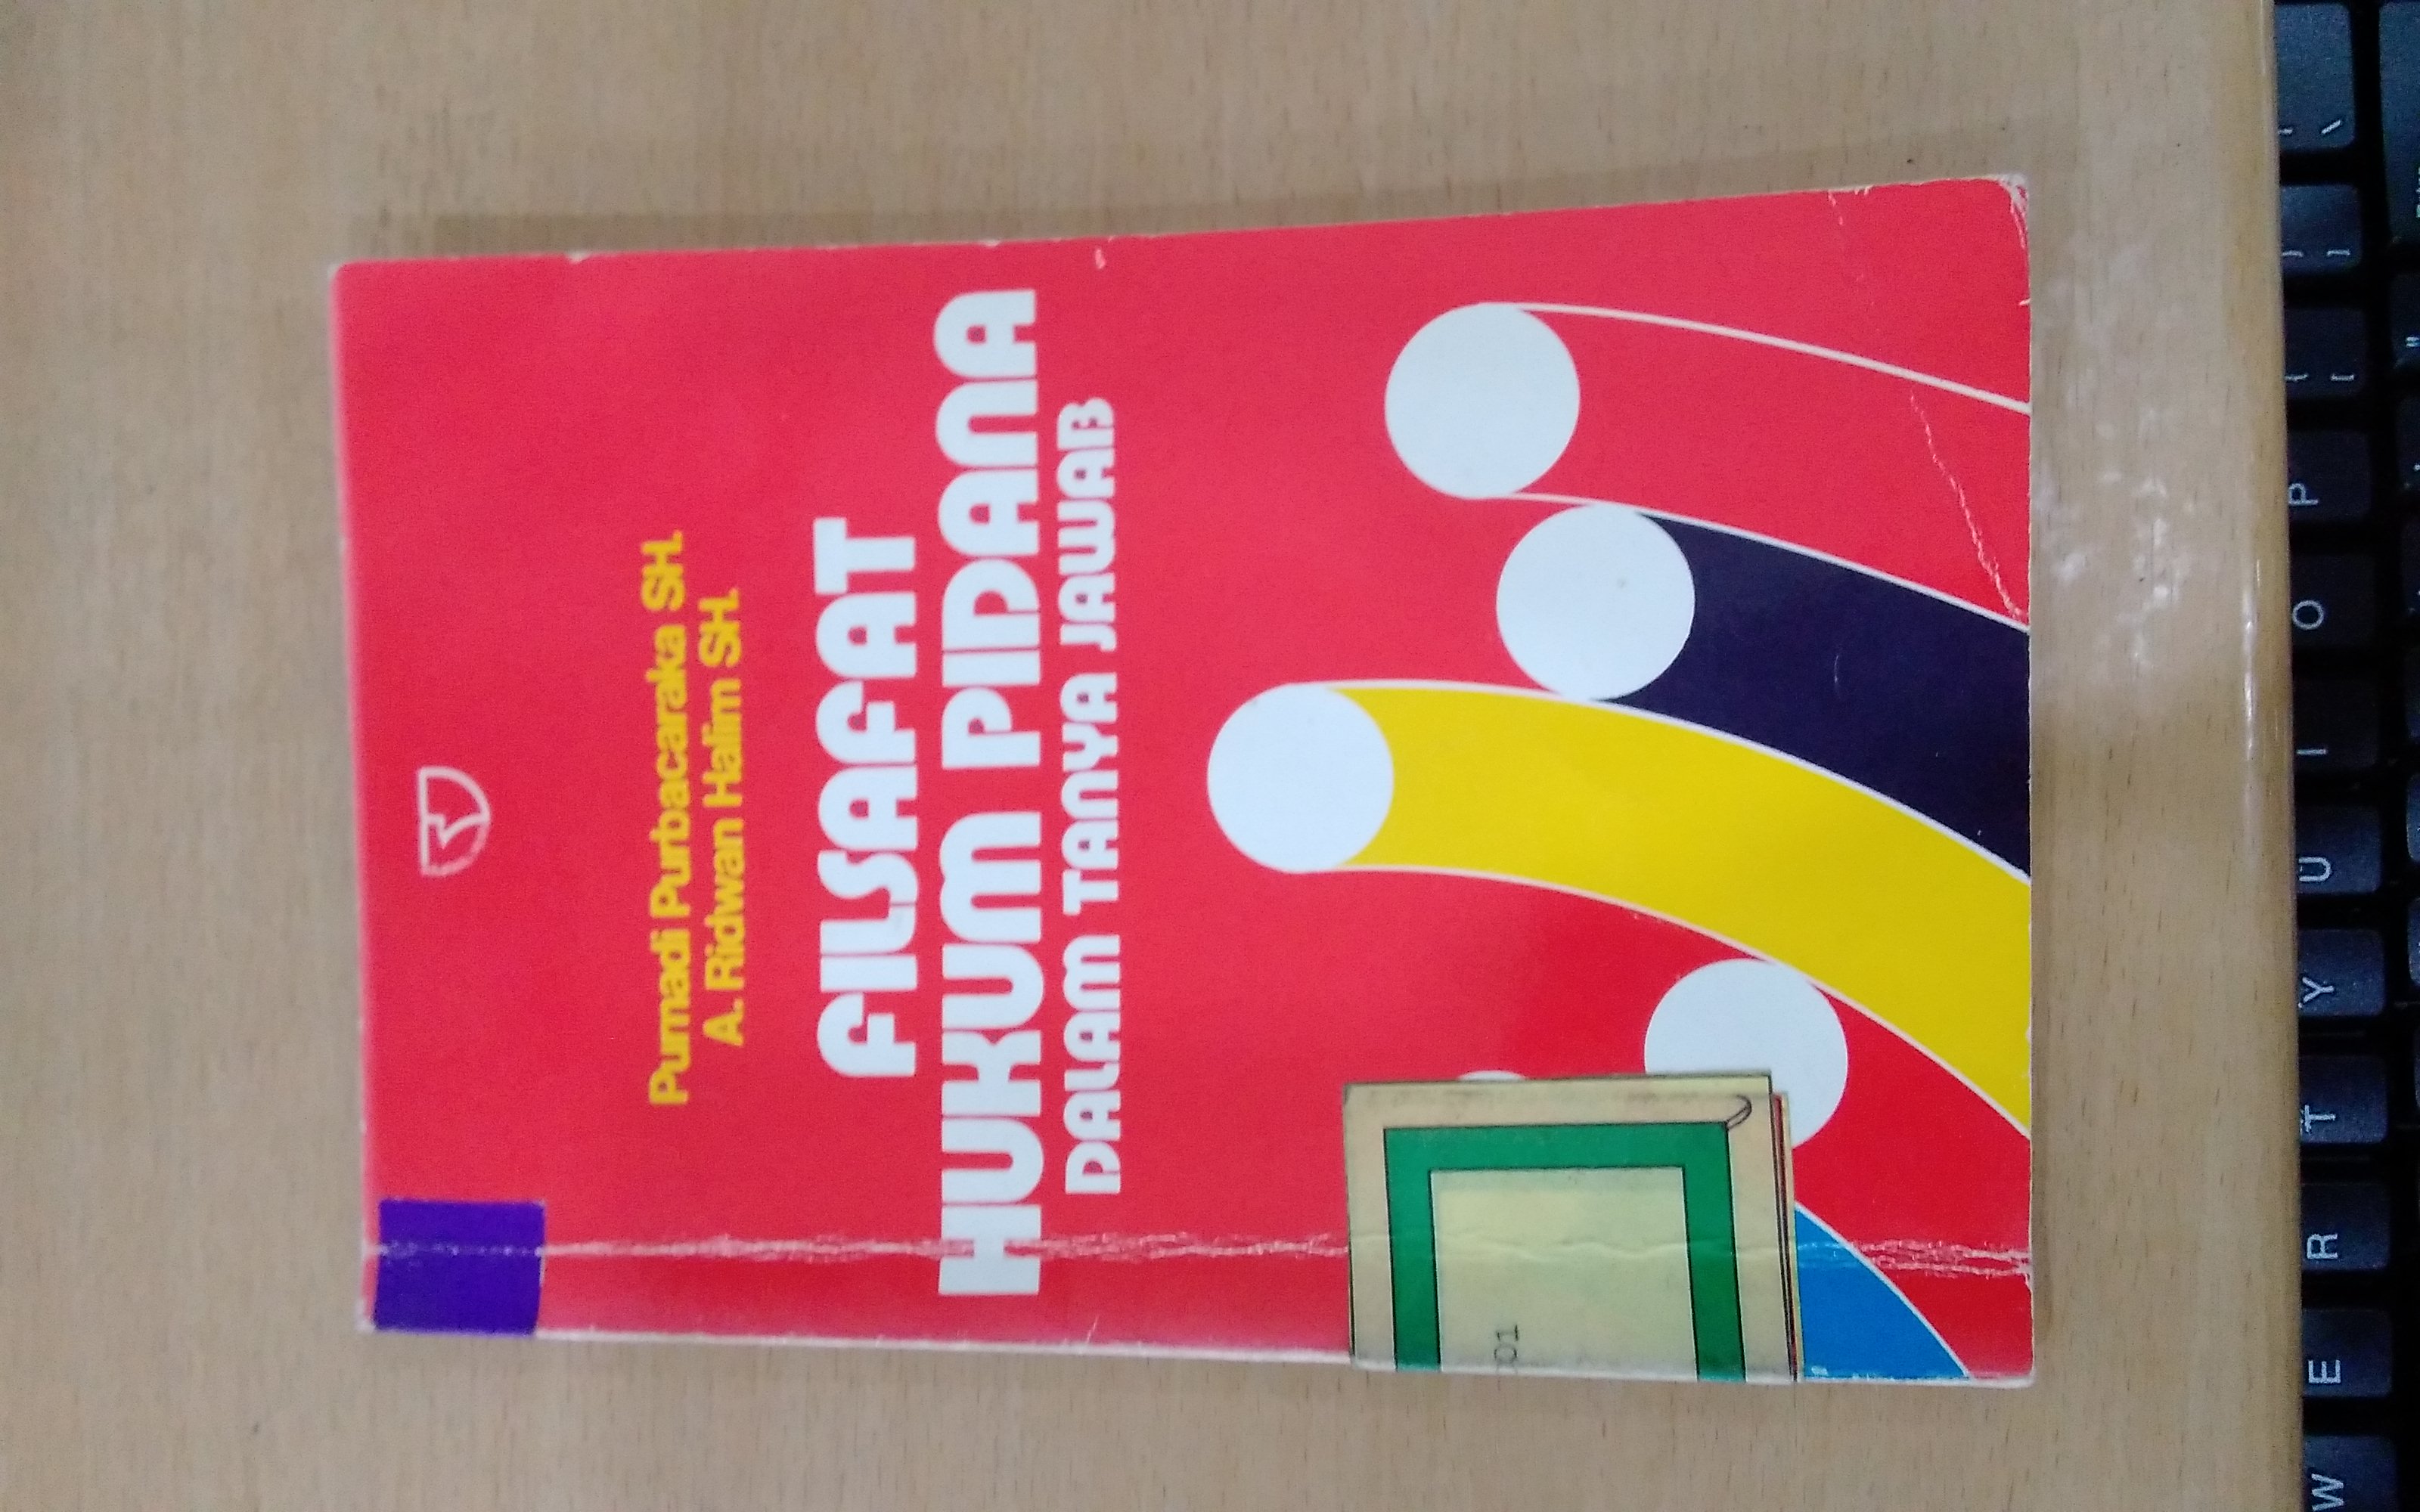 Purnadi Purbacaraka SH.
A. Ridwan Halim SH.
FILSAFAT
HUKUM PIDANA
DALAM TANYA JAWAB
P
O
I
U
Y
T
R
E
W